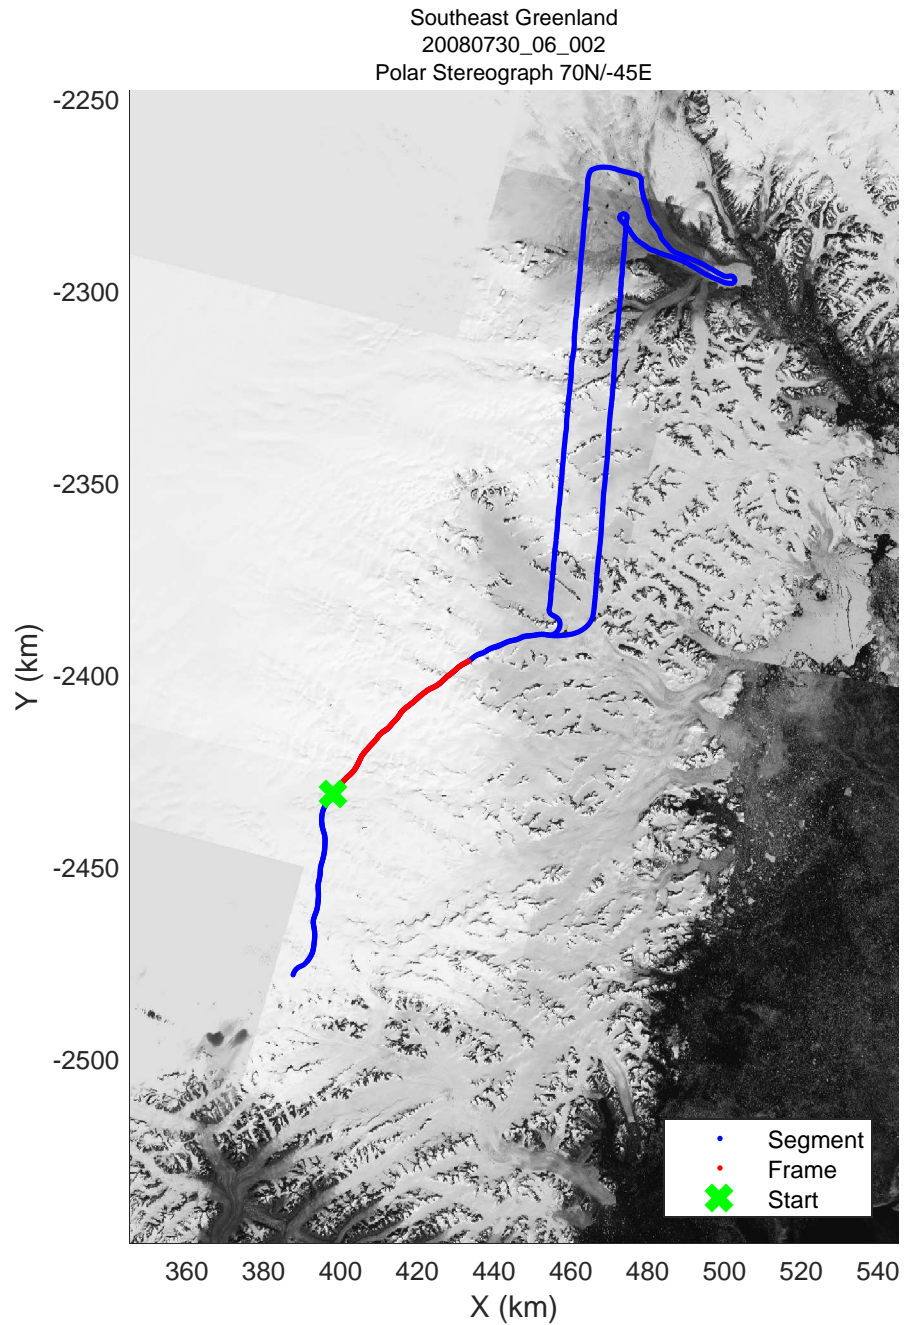 Southeast Greenland
20080730_06_002
Polar Stereograph 70N/-45E
-2250
-2300
-2350
-2400
-2450
-2500
Y (km)
360 380 400 420 440 460 480 500 520 540
X (km)
Segment
Frame
Start